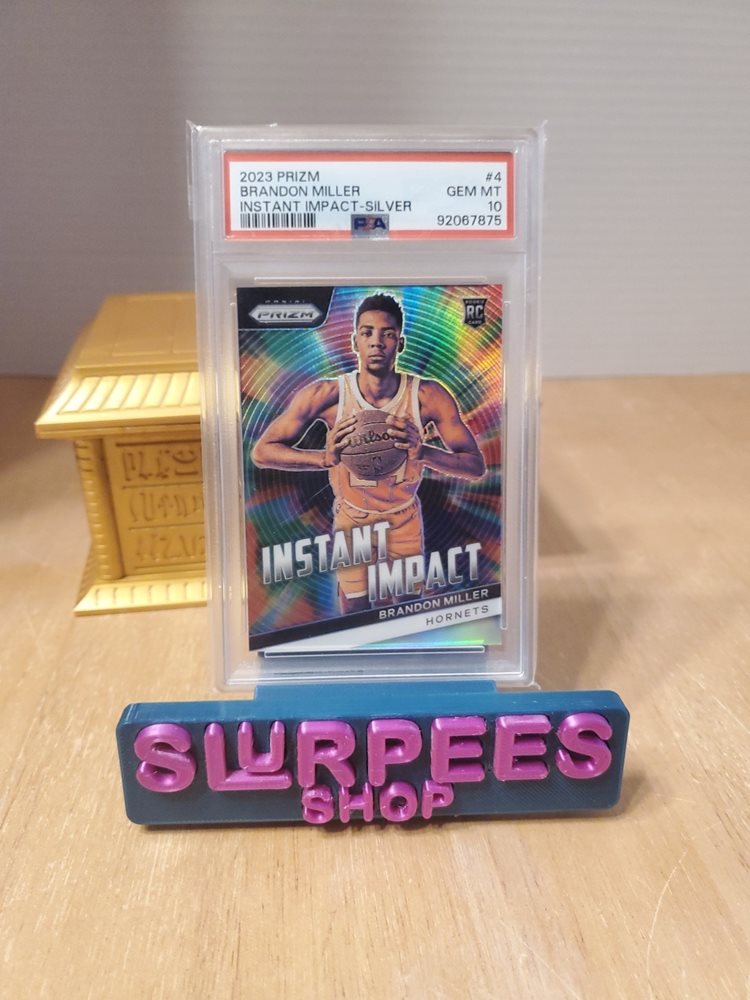 2023 PRIZM #4
BRANDON MILLER GEM MT
INSTANT IMPACT-SILVER 10
PSA 92067875
PANINI
PRIZM
ROOKIE
RC
CARD
Wilson
INSTANT
IMPACT
BRANDON MILLER
HORNETS
SLURPEES
SHOP